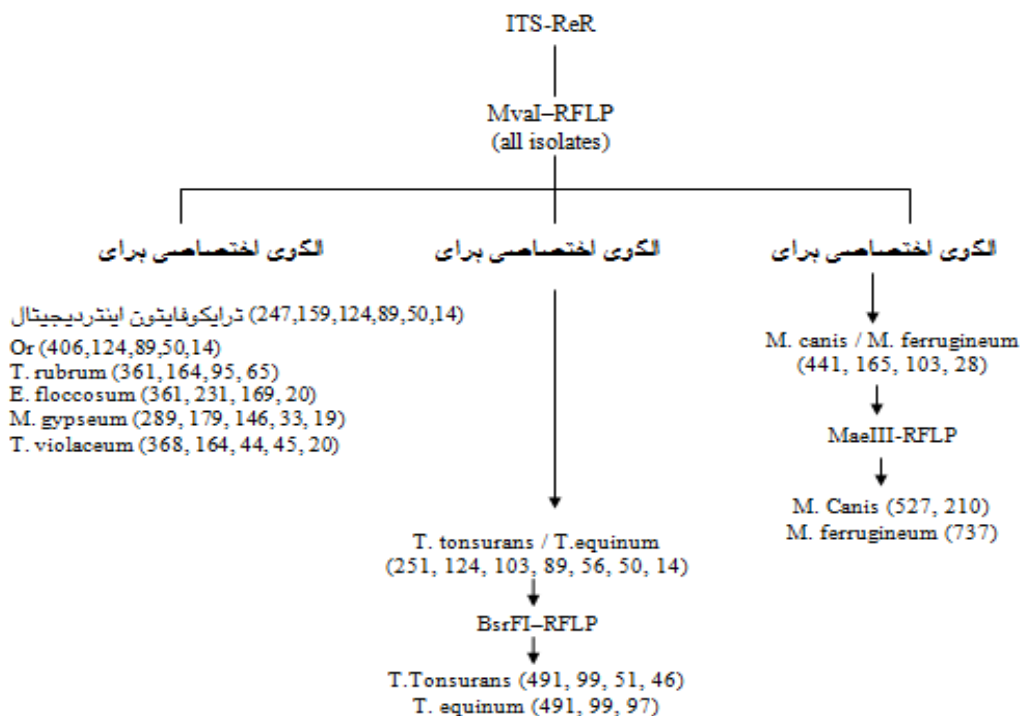 ITS-ReR
MvaI–RFLP
(all isolates)
الگوی اختصاصی برای
ترایکوفایتون اینتردیجیتال (247,159,124,89,50,14)
Or (406,124,89,50,14)
T. rubrum (361, 164, 95, 65)
E. floccosum (361, 231, 169, 20)
M. gypseum (289, 179, 146, 33, 19)
T. violaceum (368, 164, 44, 45, 20)
الگوی اختصاصی برای
T. tonsurans / T.equinum
(251, 124, 103, 89, 56, 50, 14)
BsrFI–RFLP
T.Tonsurans (491, 99, 51, 46)
T. equinum (491, 99, 97)
الگوی اختصاصی برای
M. canis / M. ferrugineum
(441, 165, 103, 28)
MaeIII-RFLP
M. Canis (527, 210)
M. ferrugineum (737)